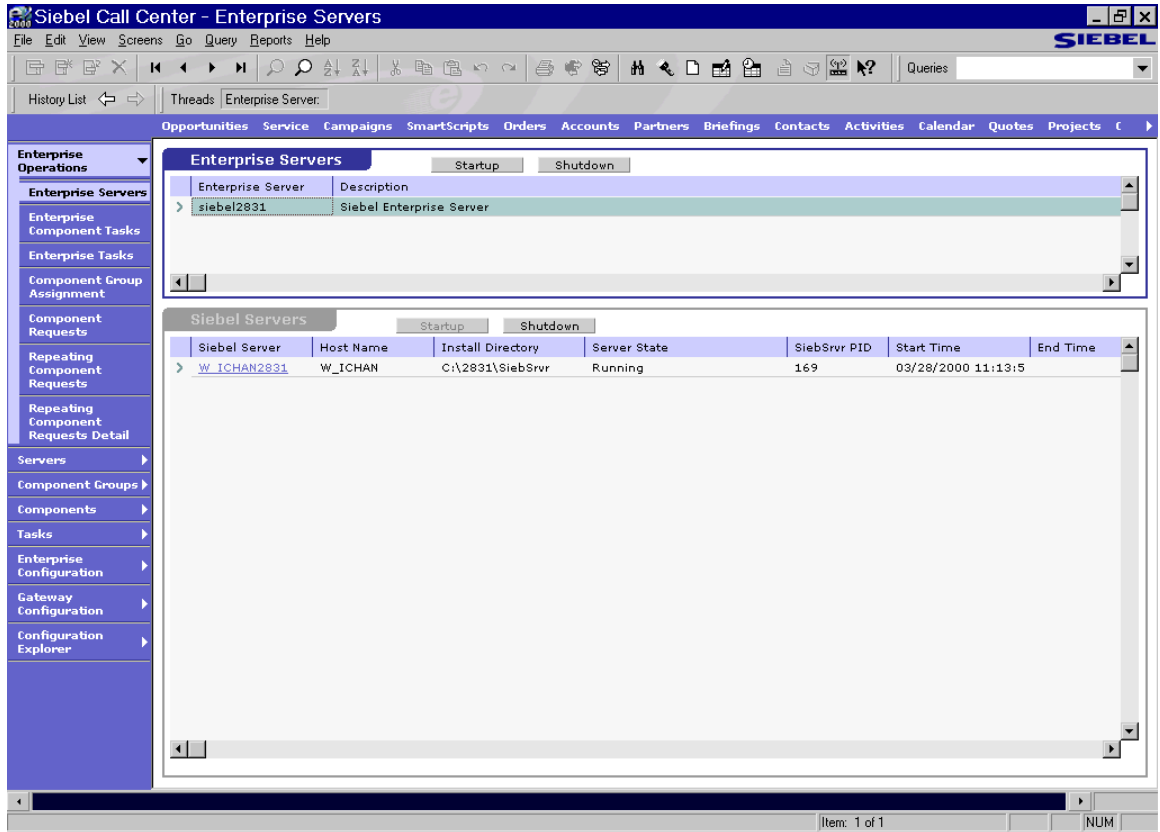 Siebel Call Center - Enterprise Servers
File Edit View Screens Go Query Reports Help
SIEBEL
Queries
History List Threads Enterprise Server:
Opportunities Service Campaigns SmartScripts Orders Accounts Partners Briefings Contacts Activities Calendar Quotes Projects
Enterprise
Operations
Enterprise Servers
Enterprise
Component Tasks
Enterprise Tasks
Component Group
Assignment
Component
Requests
Repeating
Component
Requests
Repeating
Component
Requests Detail
Servers
Component Groups
Components
Tasks
Enterprise
Configuration
Gateway
Configuration
Configuration
Explorer
Enterprise Servers Startup Shutdown
Enterprise Server Description
siebel2831 Siebel Enterprise Server
Siebel Servers Startup Shutdown
Siebel Server Host Name Install Directory Server State SiebSrvr PID Start Time End Time
W_ICHAN2831 W_ICHAN C:\2831\SiebSrvr Running 169 03/28/2000 11:13:5
Item: 1 of 1
NUM